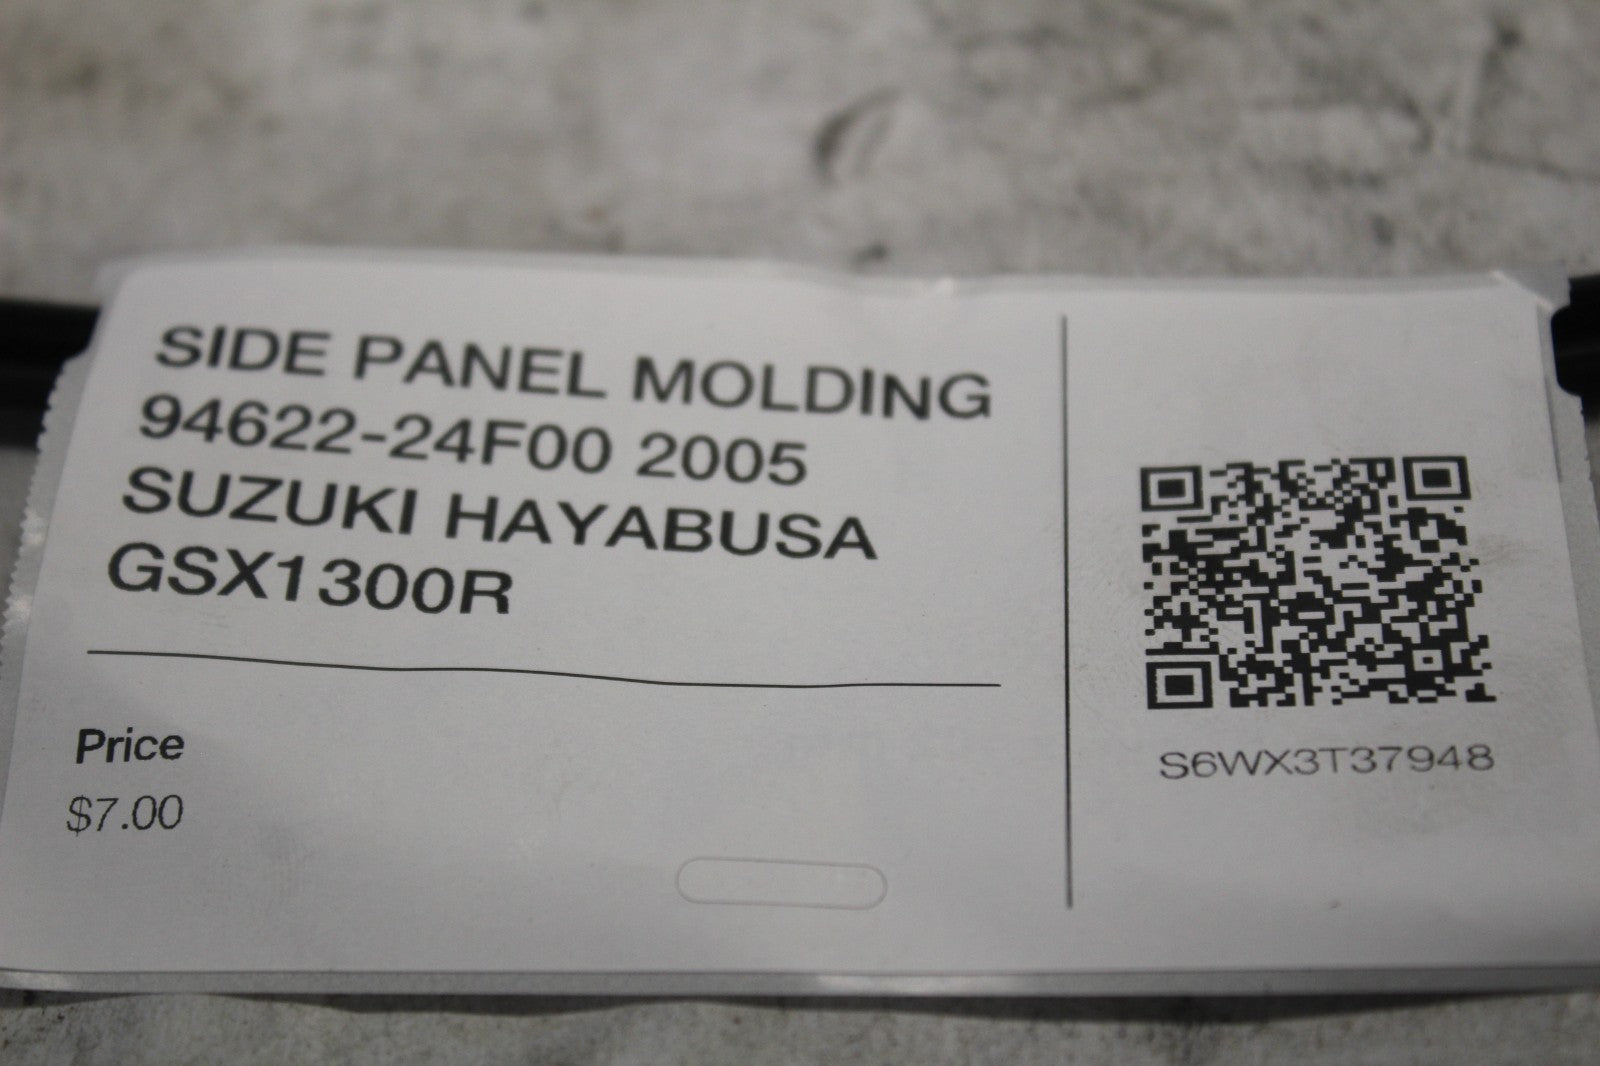 SIDE PANEL MOLDING
94622-24F00 2005
SUZUKI HAYABUSA
GSX1300R
Price
$7.00
S6WX3T37948